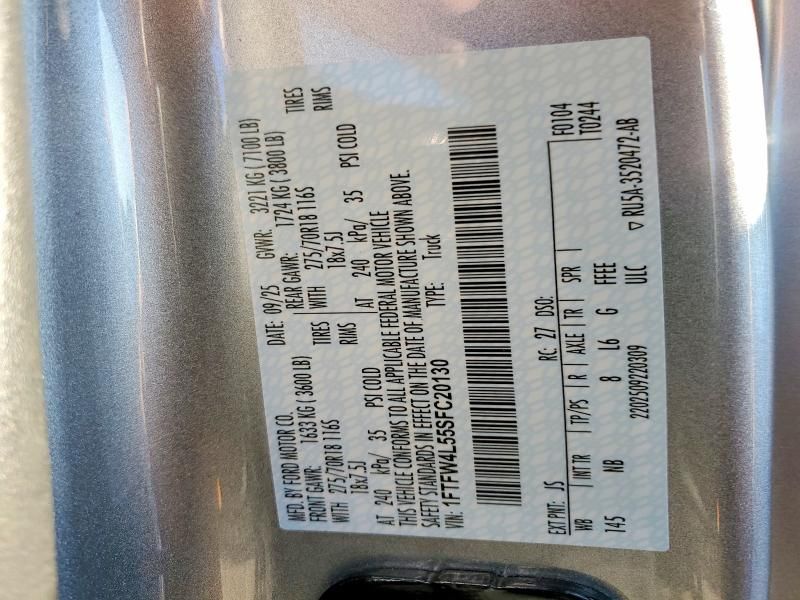 MFD. BY FORD MOTOR CO. DATE: 09/25 GVWR: 3221 KG ( 7100 LB)
FRONT GAWR: 1633 KG ( 3600 LB) REAR GAWR: 1724 KG ( 3800 LB)
WITH 275/70R18 116S TIRES WITH 275/70R18 116S TIRES
18x7.5J RIMS 18x7.5J RIMS
AT 240 kPa/ 35 PSI COLD AT 240 kPa/ 35 PSI COLD
THIS VEHICLE CONFORMS TO ALL APPLICABLE FEDERAL MOTOR VEHICLE
SAFETY STANDARDS IN EFFECT ON THE DATE OF MANUFACTURE SHOWN ABOVE.
VIN: 1FTFW4L55SFC20130 TYPE: Truck
EXT PNT: JS RC: 27 DSO: F0104
WB INT TR TP/PS R AXLE TR SPR T0244
145 NB 8 L6 G FFEE
2202509220309 ULC ▽ RU5A-3520472-AB